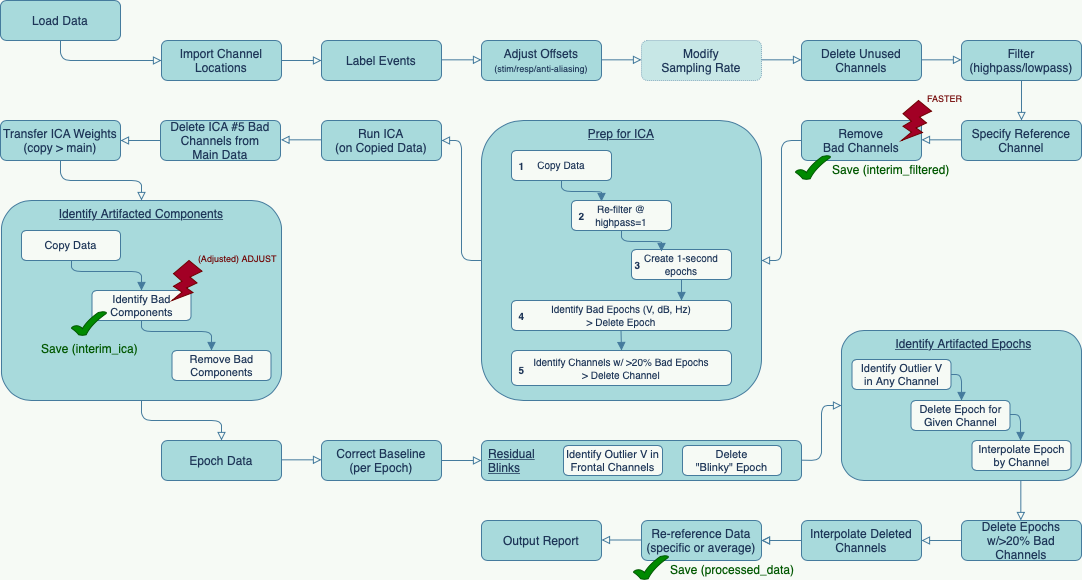 Load Data
Import Channel
Locations
Label Events
Adjust Offsets
(stim/resp/anti-aliasing)
Modify
Sampling Rate
Delete Unused
Channels
Filter
(highpass/lowpass)
Specify Reference
Channel
FASTER
Remove
Bad Channels
Save (interim_filtered)
Prep for ICA
1 Copy Data
2 Re-filter @
highpass=1
3 Create 1-second
epochs
4 Identify Bad Epochs (V, dB, Hz)
> Delete Epoch
5 Identify Channels w/ >20% Bad Epochs
> Delete Channel
Run ICA
(on Copied Data)
Delete ICA #5 Bad
Channels from
Main Data
Transfer ICA Weights
(copy > main)
Identify Artifacted Components
Copy Data
(Adjusted) ADJUST
Identify Bad
Components
Save (interim_ica)
Remove Bad
Components
Epoch Data
Correct Baseline
(per Epoch)
Residual
Blinks
Identify Outlier V in
Frontal Channels
Delete
"Blinky" Epoch
Identify Artifacted Epochs
Identify Outlier V
in Any Channel
Delete Epoch for
Given Channel
Interpolate Epoch
by Channel
Delete Epochs
w/>20% Bad
Channels
Interpolate Deleted
Channels
Re-reference Data
(specific or average)
Save (processed_data)
Output Report